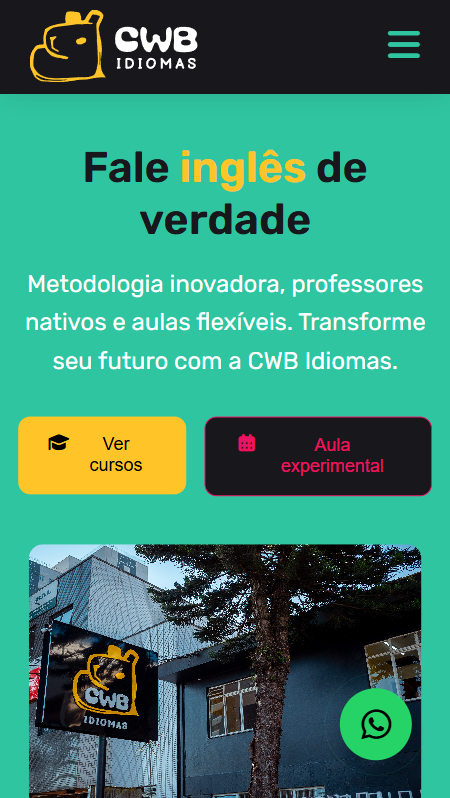 CWB
IDIOMAS
Fale inglês de
verdade
Metodologia inovadora, professores
nativos e aulas flexíveis. Transforme
seu futuro com a CWB Idiomas.
Ver
cursos
Aula
experimental
CWB
IDIOMAS